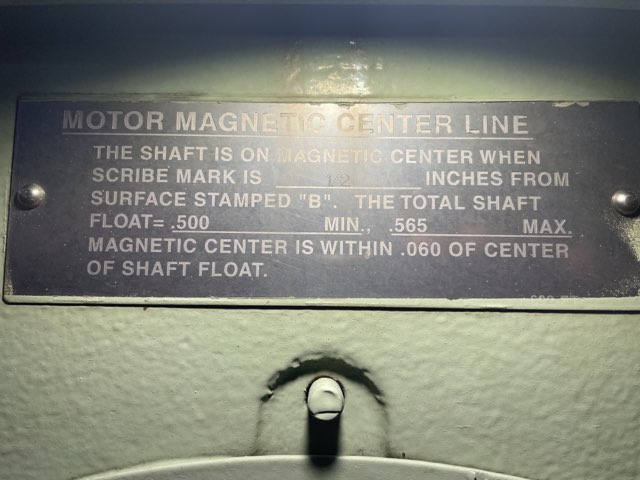 MOTOR MAGNETIC CENTER LINE
THE SHAFT IS ON MAGNETIC CENTER WHEN
SCRIBE MARK IS 1/2 INCHES FROM
SURFACE STAMPED "B". THE TOTAL SHAFT
FLOAT= .500 MIN., .565 MAX.
MAGNETIC CENTER IS WITHIN .060 OF CENTER
OF SHAFT FLOAT.